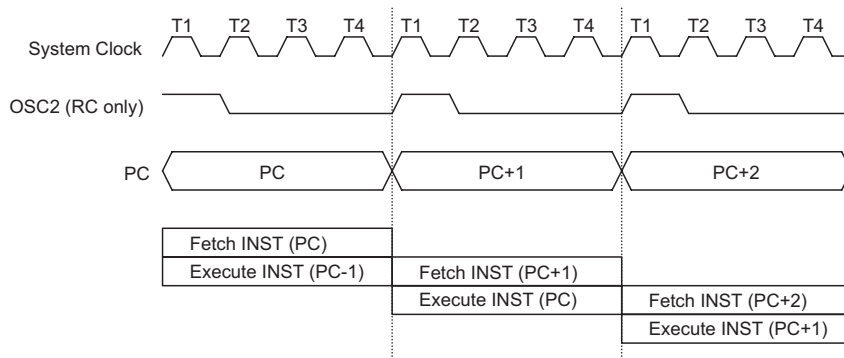 T1 T2 T3 T4 T1 T2 T3 T4 T1 T2 T3 T4
System Clock
OSC2 (RC only)
PC PC PC+1 PC+2
Fetch INST (PC)
Execute INST (PC-1) Fetch INST (PC+1)
Execute INST (PC) Fetch INST (PC+2)
Execute INST (PC+1)